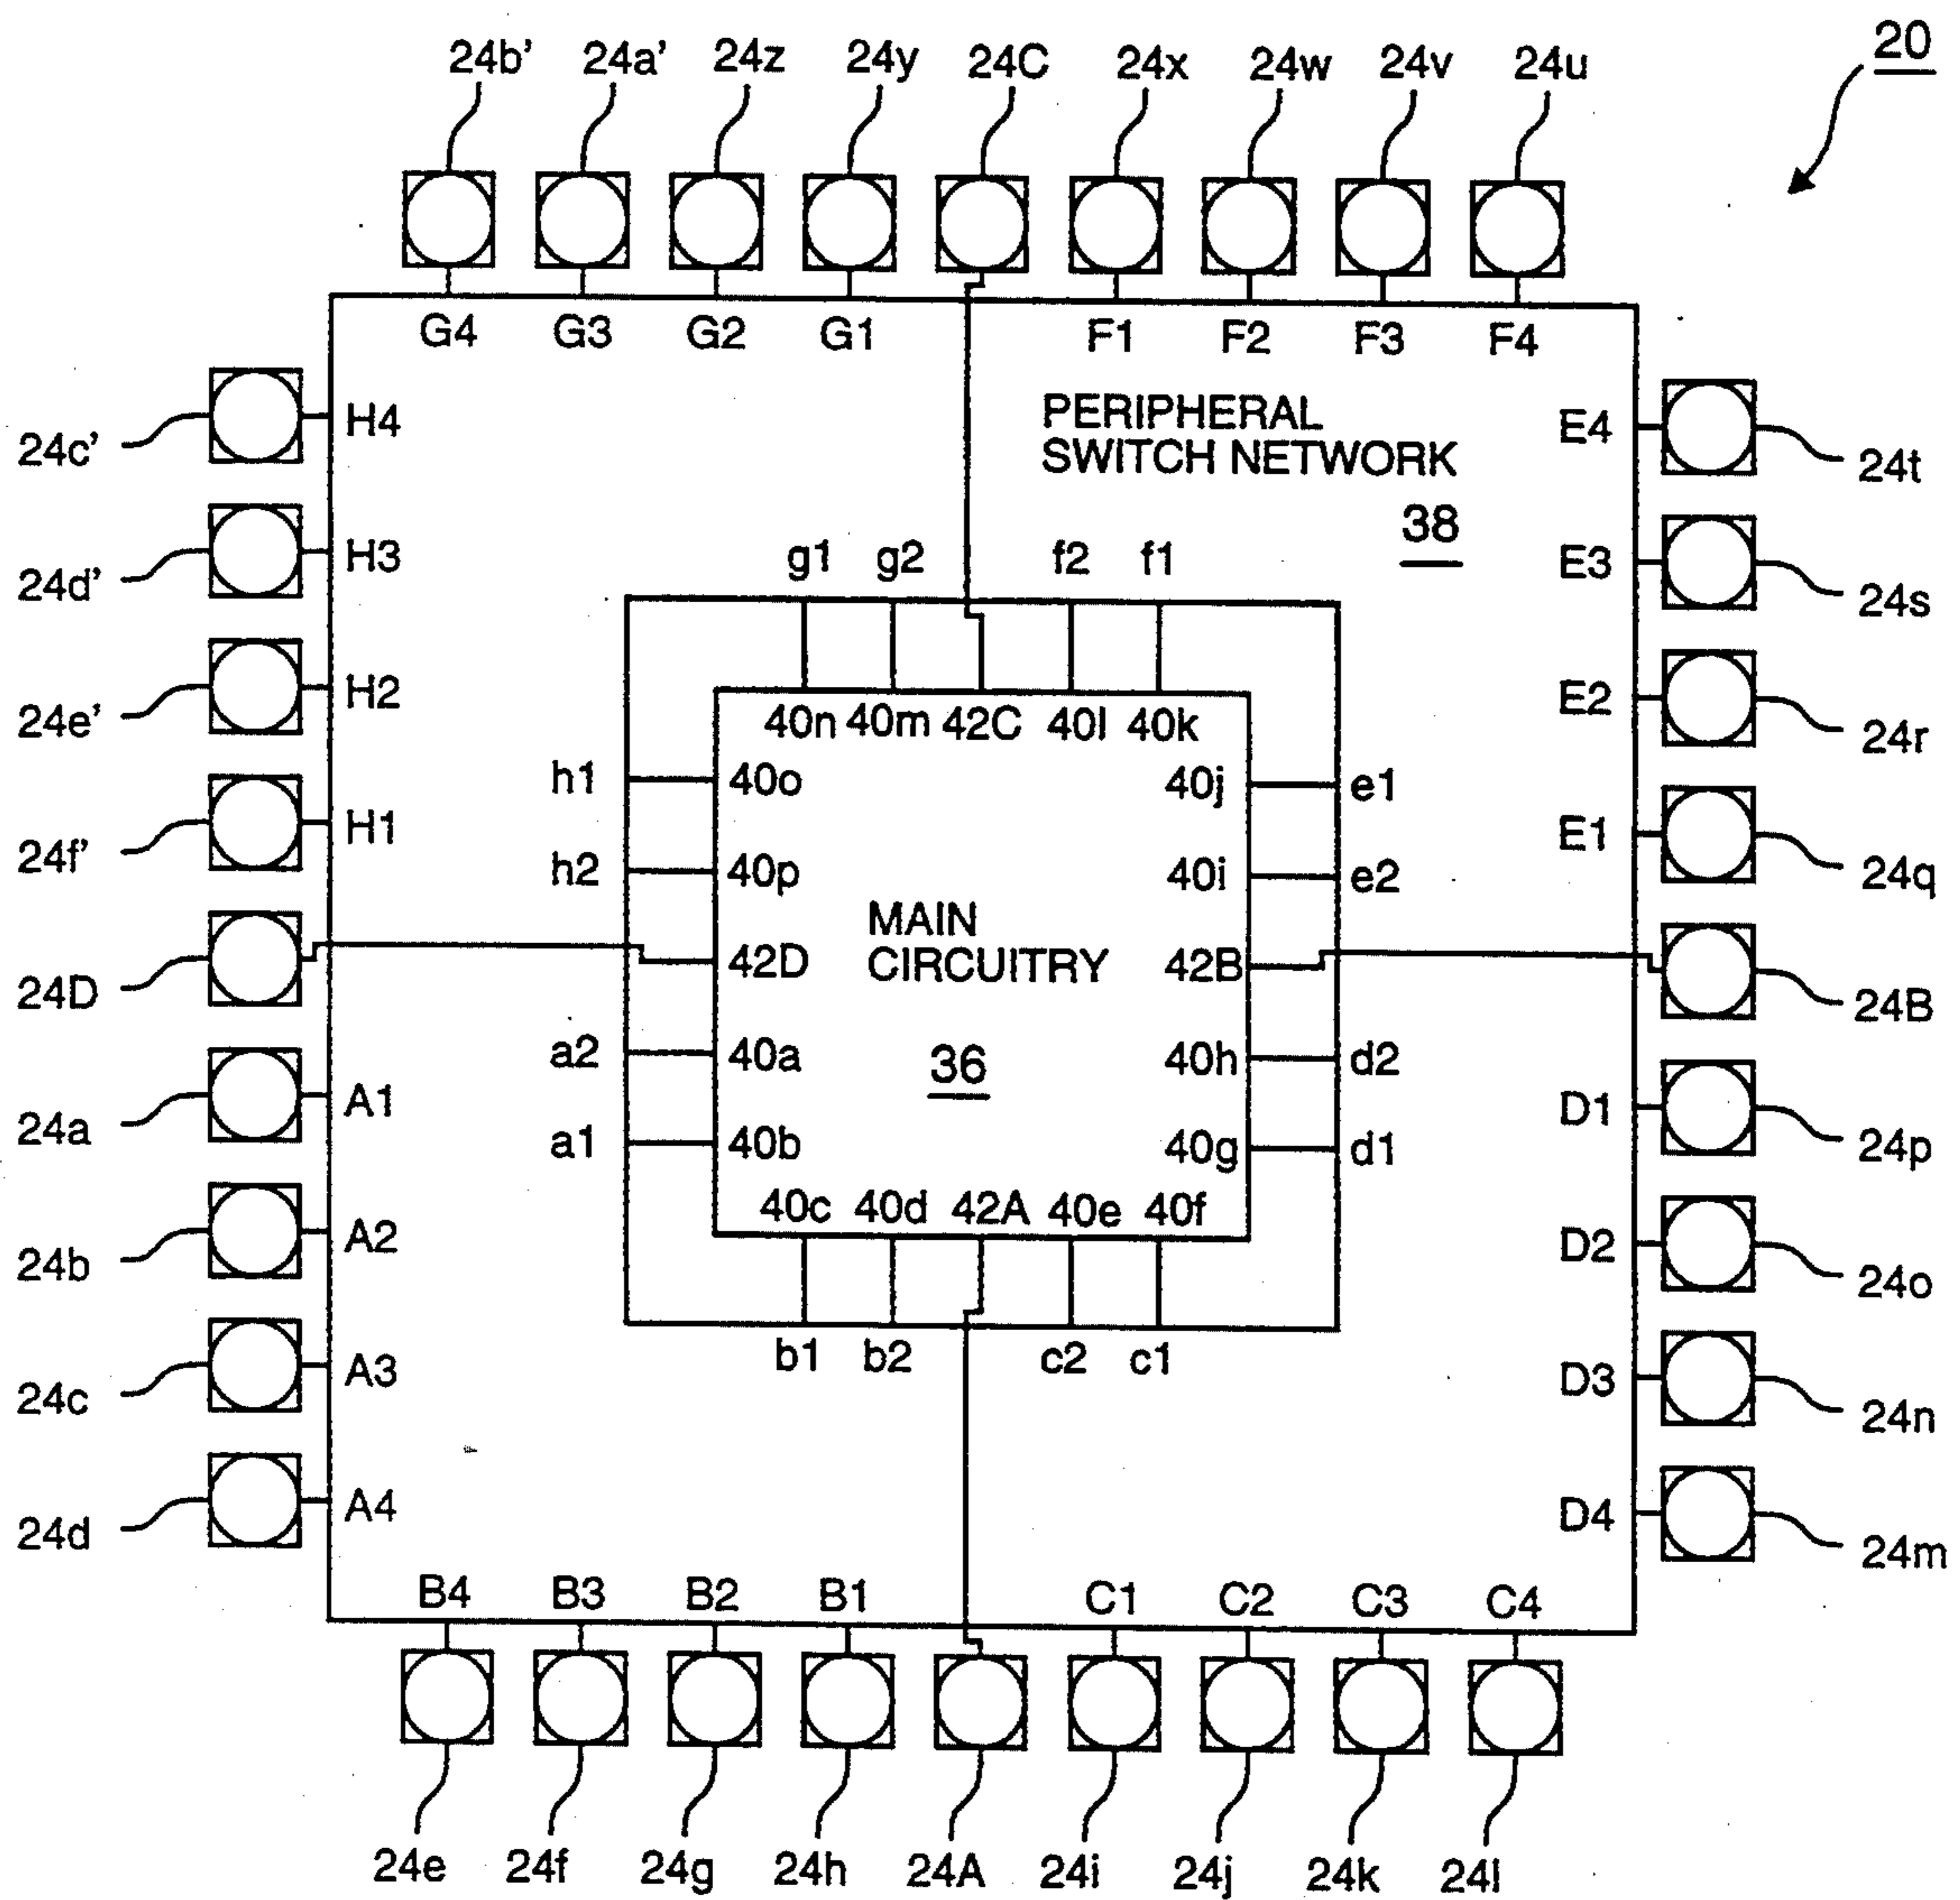 20
24b' 24a' 24z 24y 24C 24x 24w 24v 24u
G4 G3 G2 G1 F1 F2 F3 F4
24c' H4 PERIPHERAL E4 24t
SWITCH NETWORK
38
24d' H3 g1 g2 f2 f1 E3 24s
24e' H2 40n 40m 42C 40l 40k E2 24r
h1 40o 40j e1
24f' H1 E1 24q
h2 40p 40i e2
MAIN
24D 42D CIRCUITRY 42B 24B
a2 40a 36 40h d2
24a A1 D1 24p
a1 40b 40g d1
40c 40d 42A 40e 40f
24b A2 D2 24o
b1 b2 c2 c1
24c A3 D3 24n
24d A4 D4 24m
B4 B3 B2 B1 C1 C2 C3 C4
24e 24f 24g 24h 24A 24i 24j 24k 24l